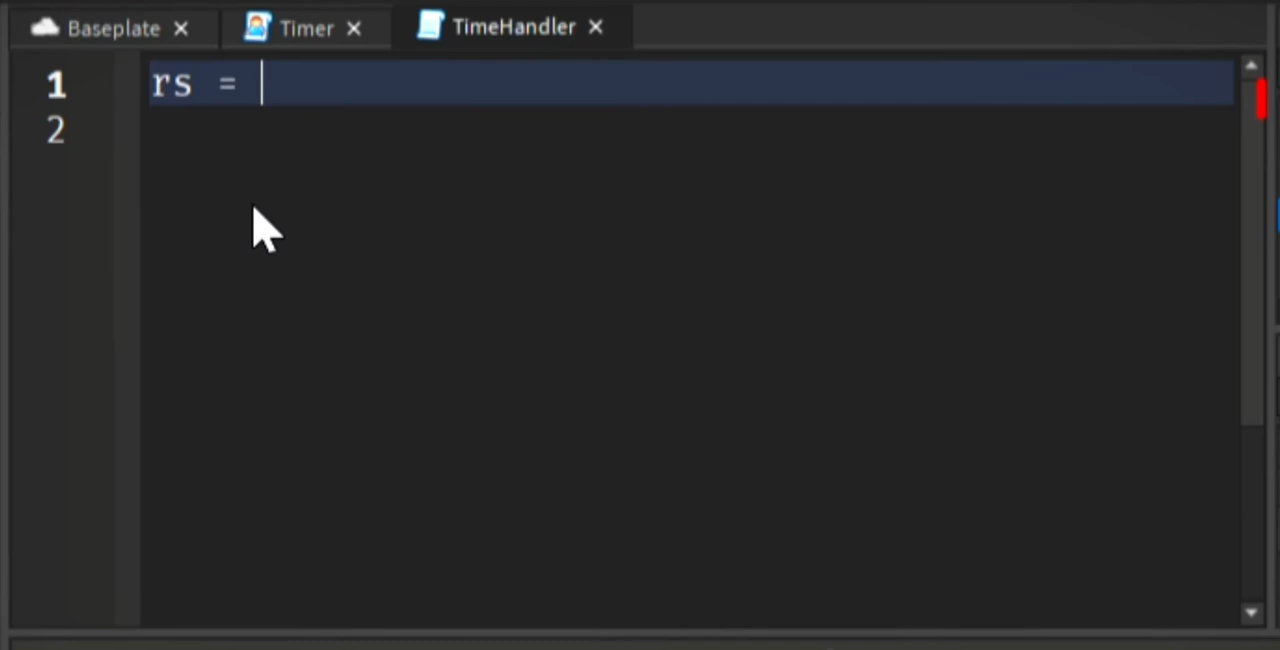 Baseplate × Timer × TimeHandler ×
1 rs =
2